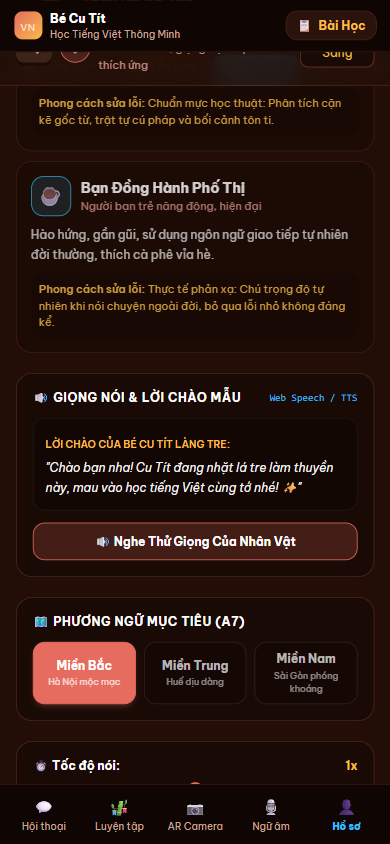 VN
Bé Cu Tít
Học Tiếng Việt Thông Minh
Bài Học
thích ứng
Sáng
Phong cách sửa lỗi: Chuẩn mực học thuật: Phân tích cặn
kẽ gốc từ, trật tự cú pháp và bối cảnh tôn ti.
Bạn Đồng Hành Phố Thị
Người bạn trẻ năng động, hiện đại
Hào hứng, gần gũi, sử dụng ngôn ngữ giao tiếp tự nhiên
đời thường, thích cà phê vỉa hè.
Phong cách sửa lỗi: Thực tế phản xạ: Chú trọng độ tự
nhiên khi nói chuyện ngoài đời, bỏ qua lỗi nhỏ không đáng
kể.
GIỌNG NÓI & LỜI CHÀO MẪU
Web Speech / TTS
LỜI CHÀO CỦA BÉ CU TÍT LÀNG TRE:
"Chào bạn nha! Cu Tít đang nhặt lá tre làm thuyền
này, mau vào học tiếng Việt cùng tớ nhé! ✨"
Nghe Thử Giọng Của Nhân Vật
PHƯƠNG NGỮ MỤC TIÊU (A7)
Miền Bắc
Hà Nội mộc mạc
Miền Trung
Huế dịu dàng
Miền Nam
Sài Gòn phóng
khoáng
Tốc độ nói:
1x
Hội thoại
Luyện tập
AR Camera
Ngữ âm
Hồ sơ